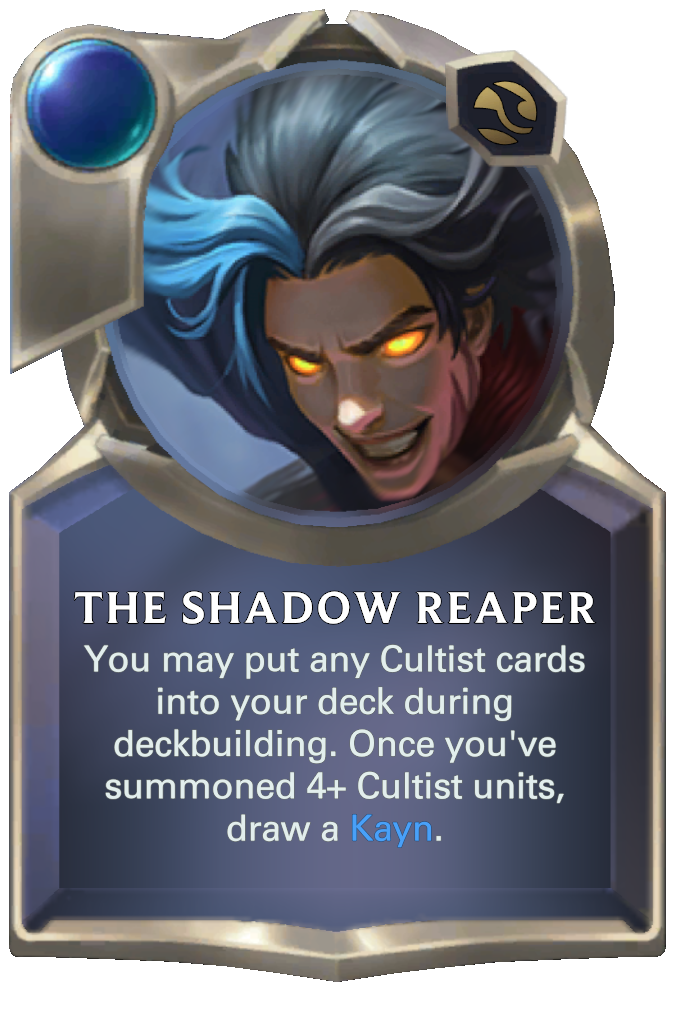 THE SHADOW REAPER
You may put any Cultist cards
into your deck during
deckbuilding. Once you've
summoned 4+ Cultist units,
draw a Kayn.